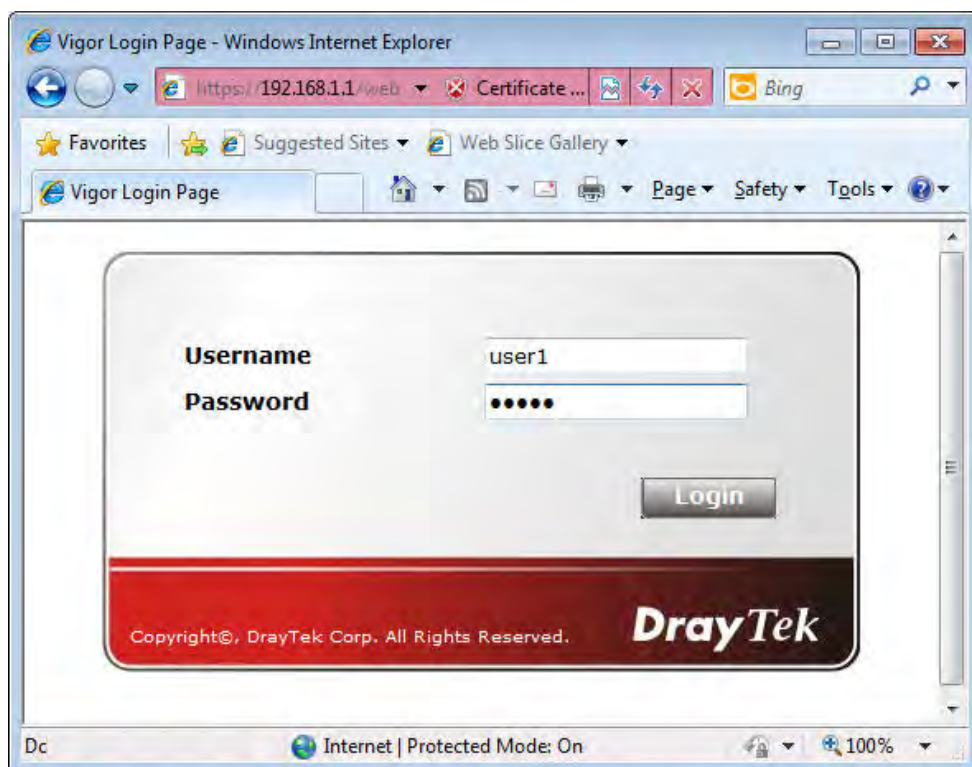 Vigor Login Page - Windows Internet Explorer
https://192.168.1.1/web Certificate ... Bing
Favorites Suggested Sites Web Slice Gallery
Vigor Login Page Page Safety Tools
Username user1
Password •••••
Login
Copyright©, DrayTek Corp. All Rights Reserved. DrayTek
Dc Internet | Protected Mode: On 100%